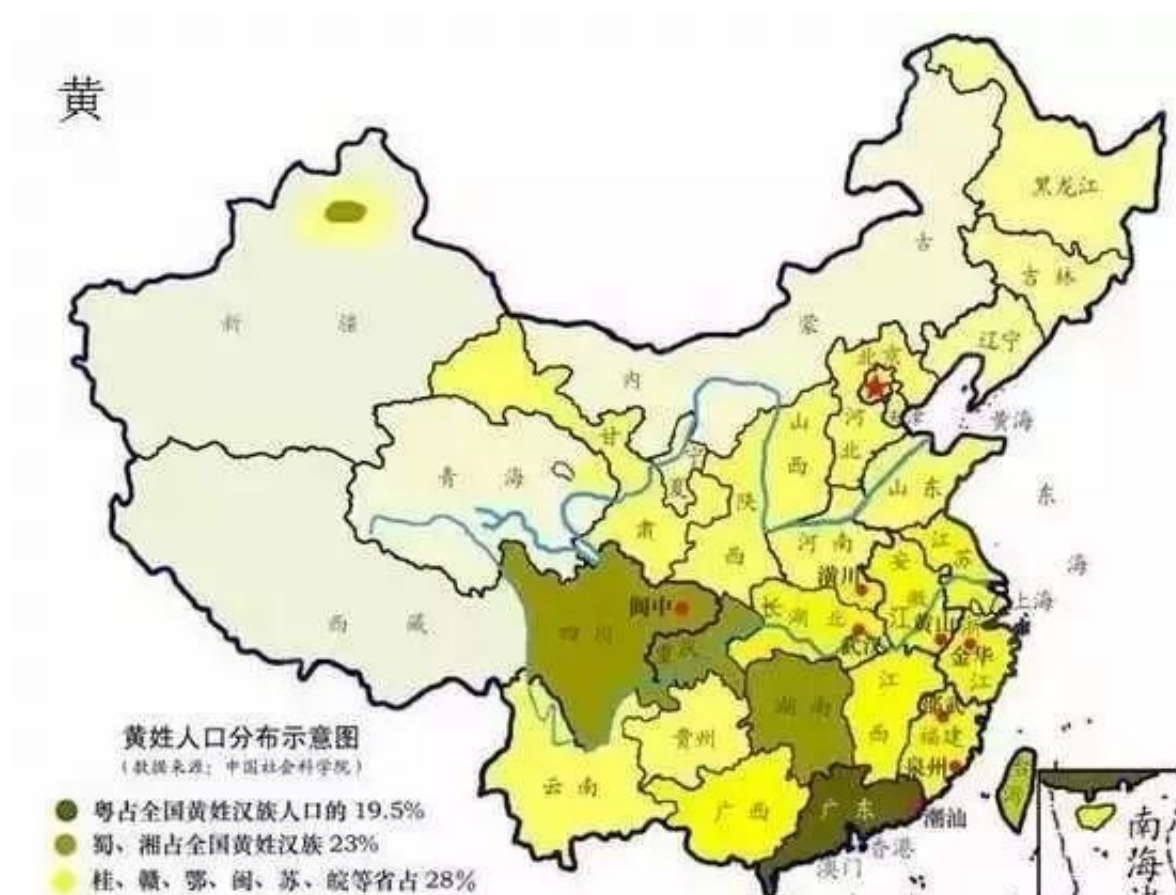 黄
黑龙江
吉林
辽宁
古
蒙
内
新疆
北京
河北
山西
山东
黄海
东海
甘肃
青海
宁夏
陕西
河南
潢川
江苏
安徽
上海
西藏
四川
阆中
重庆
长江
湖北
武汉
黄山
浙江
金华
湖南
江西
邵武
福建
泉州
贵州
云南
广西
广东
潮汕
香港
澳门
台湾
南海
黄姓人口分布示意图
(数据来源:中国社会科学院)
粤占全国黄姓汉族人口的 19.5%
蜀、湘占全国黄姓汉族 23%
桂、赣、鄂、闽、苏、皖等省占 28%